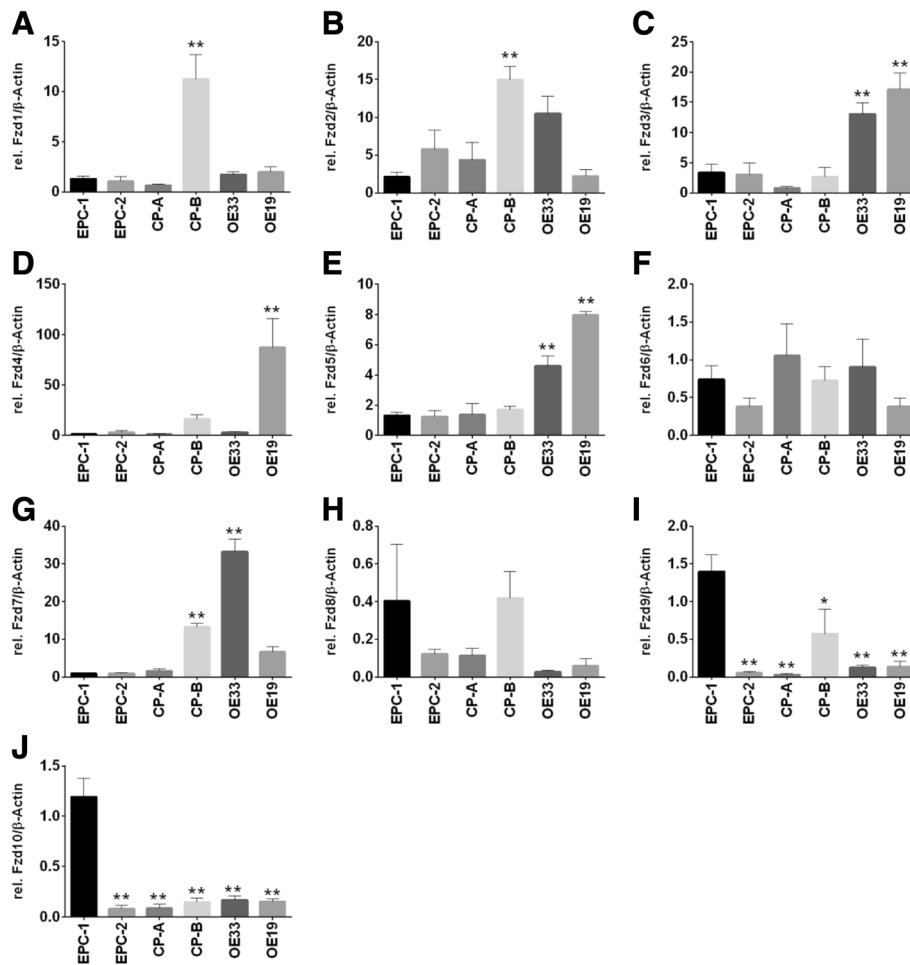 A
rel. Fzd1/β-Actin
15
10
5
0
**
EPC-1 EPC-2 CP-A CP-B OE33 OE19
B
rel. Fzd2/β-Actin
20
15
10
5
0
**
EPC-1 EPC-2 CP-A CP-B OE33 OE19
C
rel. Fzd3/β-Actin
25
20
15
10
5
0
** **
EPC-1 EPC-2 CP-A CP-B OE33 OE19
D
rel. Fzd4/β-Actin
150
100
50
0
**
EPC-1 EPC-2 CP-A CP-B OE33 OE19
E
rel. Fzd5/β-Actin
8
6
4
2
0
** **
EPC-1 EPC-2 CP-A CP-B OE33 OE19
F
rel. Fzd6/β-Actin
2.0
1.5
1.0
0.5
0.0
EPC-1 EPC-2 CP-A CP-B OE33 OE19
G
rel. Fzd7/β-Actin
40
30
20
10
0
** **
EPC-1 EPC-2 CP-A CP-B OE33 OE19
H
rel. Fzd8/β-Actin
0.8
0.6
0.4
0.2
0.0
EPC-1 EPC-2 CP-A CP-B OE33 OE19
I
rel. Fzd9/β-Actin
2.0
1.5
1.0
0.5
0.0
** ** * ** **
EPC-1 EPC-2 CP-A CP-B OE33 OE19
J
rel. Fzd10/β-Actin
1.5
1.0
0.5
0.0
** ** ** ** **
EPC-1 EPC-2 CP-A CP-B OE33 OE19